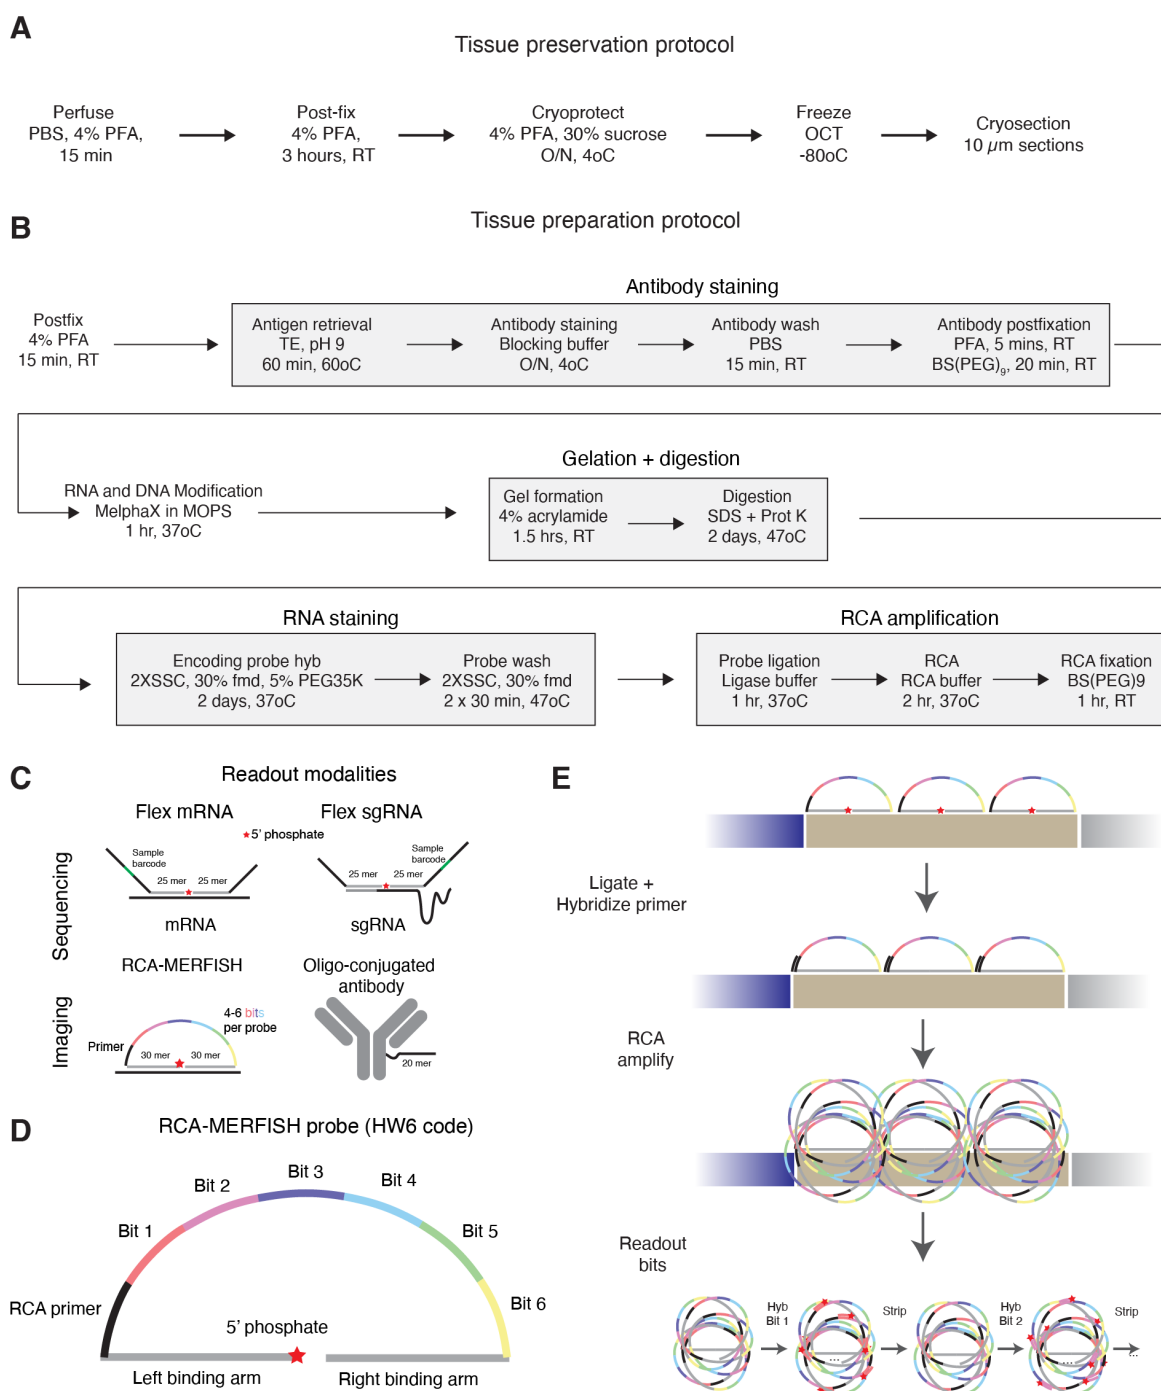 A
Tissue preservation protocol
Perfuse
PBS, 4% PFA,
15 min
Post-fix
4% PFA,
3 hours, RT
Cryoprotect
4% PFA, 30% sucrose
O/N, 4oC
Freeze
OCT
-80oC
Cryosection
10 µm sections
B
Tissue preparation protocol
Postfix
4% PFA
15 min, RT
Antibody staining
Antigen retrieval
TE, pH 9
60 min, 60oC
Antibody staining
Blocking buffer
O/N, 4oC
Antibody wash
PBS
15 min, RT
Antibody postfixation
PFA, 5 mins, RT
BS(PEG)9, 20 min, RT
RNA and DNA Modification
MelphaX in MOPS
1 hr, 37oC
Gelation + digestion
Gel formation
4% acrylamide
1.5 hrs, RT
Digestion
SDS + Prot K
2 days, 47oC
RNA staining
Encoding probe hyb
2XSSC, 30% fmd, 5% PEG35K
2 days, 37oC
Probe wash
2XSSC, 30% fmd
2 x 30 min, 47oC
RCA amplification
Probe ligation
Ligase buffer
1 hr, 37oC
RCA
RCA buffer
2 hr, 37oC
RCA fixation
BS(PEG)9
1 hr, RT
C
Readout modalities
Sequencing
Flex mRNA
Flex sgRNA
5' phosphate
Sample
barcode
25 mer
25 mer
mRNA
Sample
barcode
25 mer
25 mer
sgRNA
Imaging
RCA-MERFISH
4-6 bits
per probe
Primer
30 mer
30 mer
Oligo-conjugated
antibody
20 mer
D
RCA-MERFISH probe (HW6 code)
RCA primer
Bit 1
Bit 2
Bit 3
Bit 4
Bit 5
Bit 6
5' phosphate
Left binding arm
Right binding arm
E
Ligate +
Hybridize primer
RCA
amplify
Readout
bits
Hyb
Bit 1
...
Strip
Hyb
Bit 2
....
Strip
...